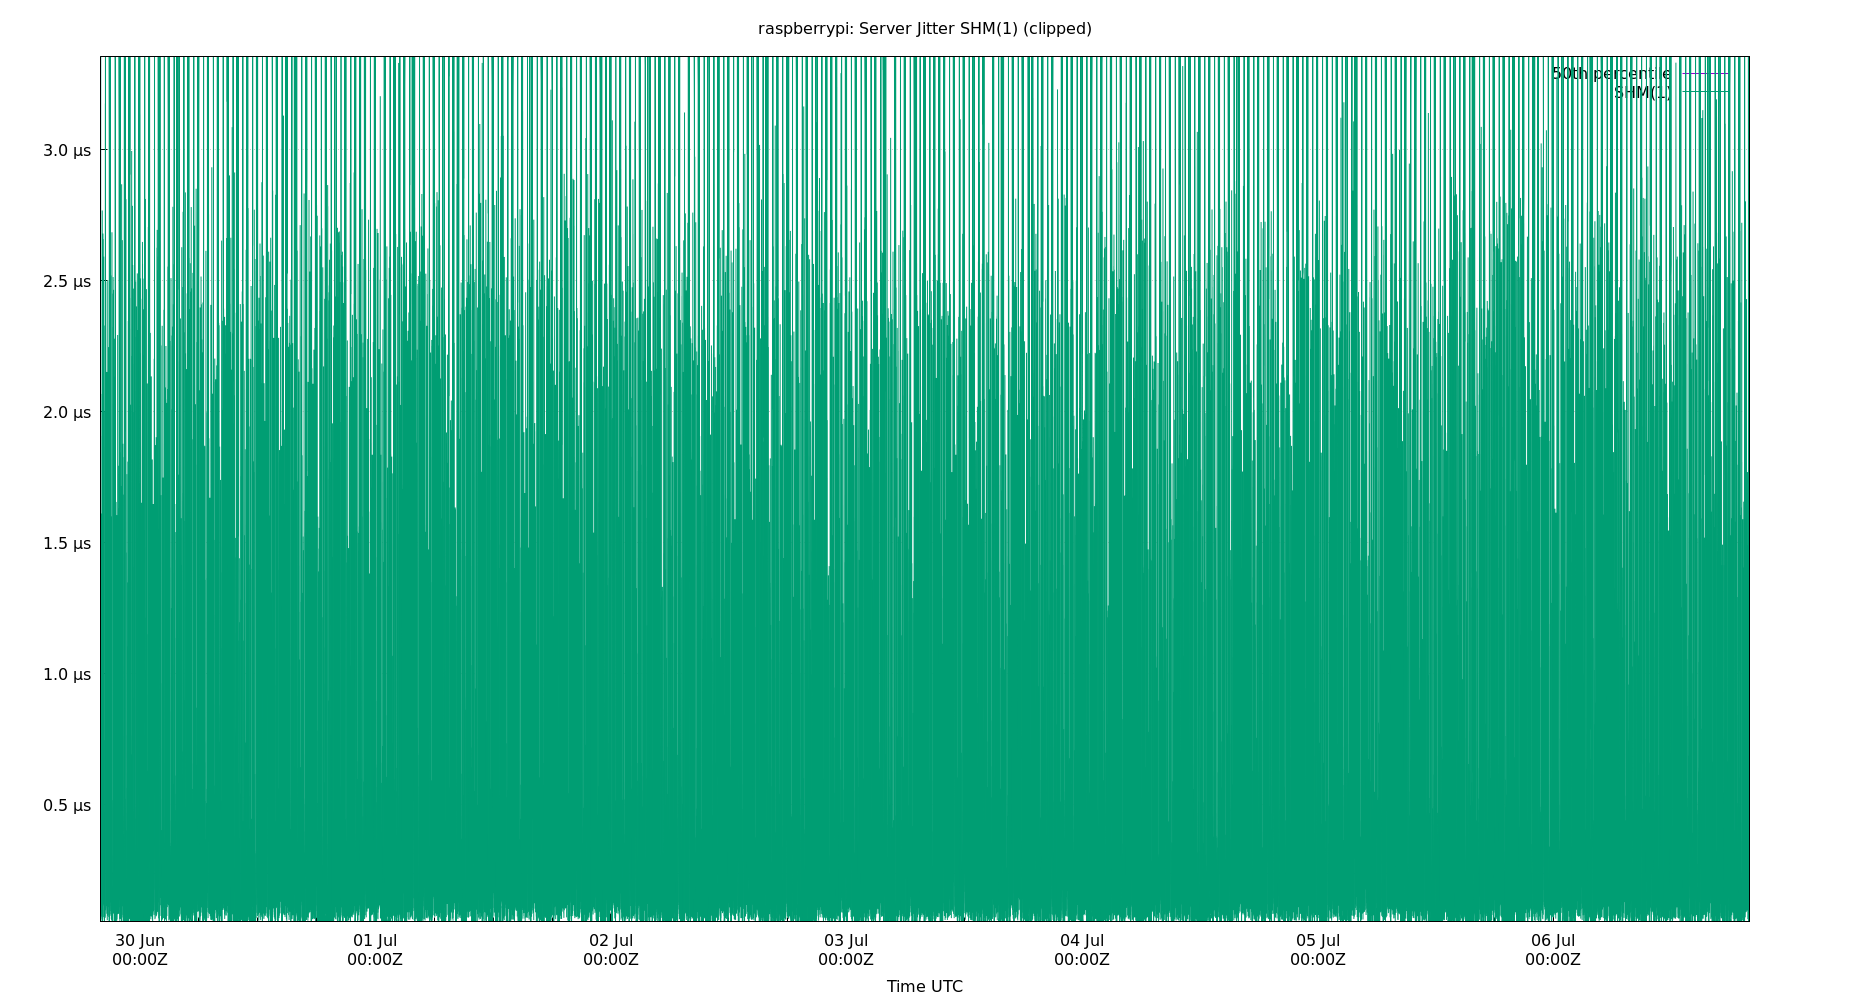 raspberrypi: Server Jitter SHM(1) (clipped)
50th percentile
SHM(1)
3.0 µs
2.5 µs
2.0 µs
1.5 µs
1.0 µs
0.5 µs
30 Jun 01 Jul 02 Jul 03 Jul 04 Jul 05 Jul 06 Jul
00:00Z 00:00Z 00:00Z 00:00Z 00:00Z 00:00Z 00:00Z
Time UTC